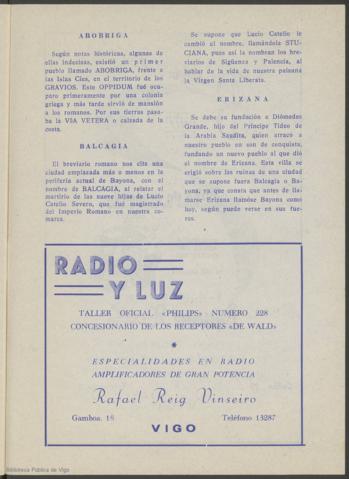 ABOBRIGA
Según notas históricas, algunas de
ellas indecisas, existió un primer
pueblo llamado ABOBRIGA, frente a
las Islas Cíes, en el territorio de los
GRAVIOS. Este OPPIDUM fué ocu-
paro primeramente por una colonia
griega y más tarde sirvió de mansión
a los romanos. Por sus tierras pasa-
ba la VIA VETERA o calzada de la
costa.
BALCAGIA
El breviario romano nos cita una
ciudad emplazada más o menos en la
periferia actual de Bayona, con el
nombre de BALCAGIA, al relatar el
martirio de las nueve hijas de Lucio
Catelio Severo, que fué magistrado
del Imperio Romano en nuestra co-
marca.
Se supone que Lucio Catelio le
cambió el nombre, llamándola STU-
CIANA, pues así la nombran los bre-
viarios de Sigüenza y Palencia, al
hablar de la vida de nuestra paisana
la Virgen Santa Liberata.
ERIZANA
Se debe su fundación a Diómedes
Grande, hijo del Príncipe Tideo de
la Arabia Saudita, quien arracó a
nuestro pueblo en son de conquista,
fundando un nuevo pueblo al que dió
el nombre de Erizana. Esta villa se
erigió sobre las ruinas de una ciudad
que se supone fuera Balcagia o Ba-
yona, ya que consta que antes de lla-
marse Erizana llamóse Bayona como
hoy, según puede verse en sus fue-
ros.
RADIO
Y LUZ
TALLER OFICIAL «PHILIPS» NUMERO 228
CONCESIONARIO DE LOS RECEPTORES «DE WALD»
ESPECIALIDADES EN RADIO
AMPLIFICADORES DE GRAN POTENCIA
Rafael Reig Vinseiro
Gamboa, 18 Teléfono 13287
VIGO
Biblioteca Pública de Vigo